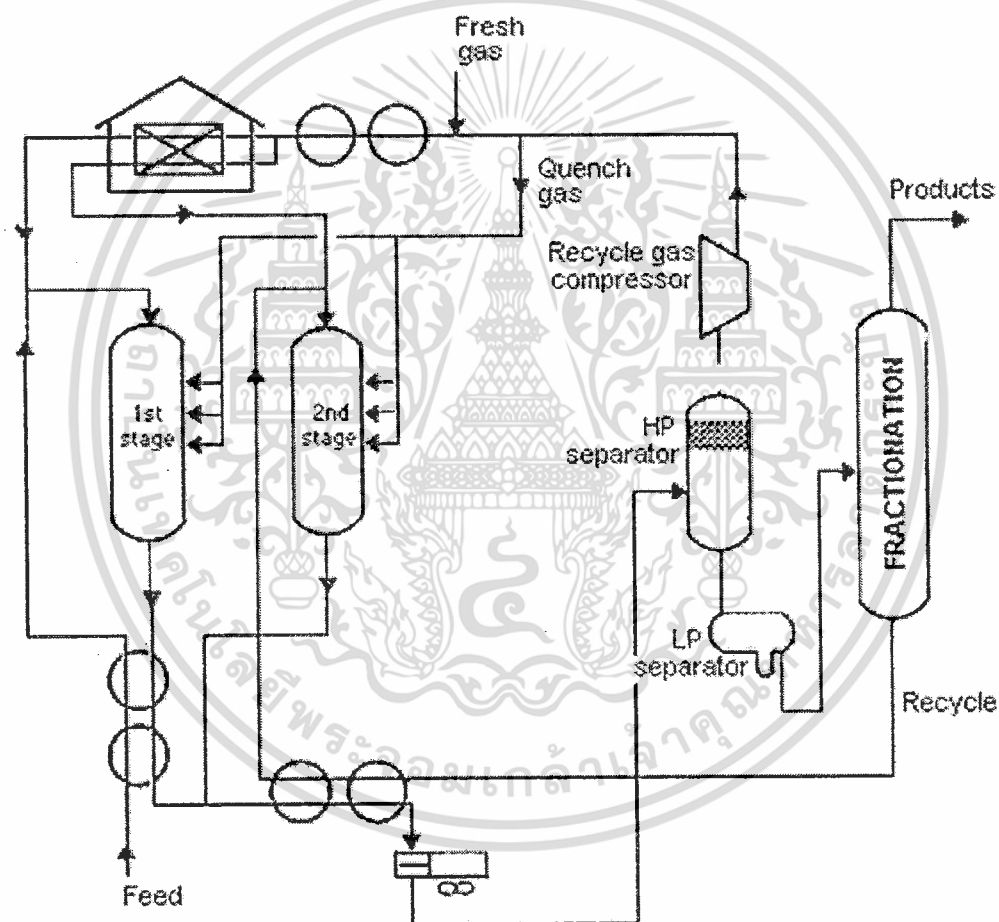 Fresh
gas
Quench
gas
Products
Recycle gas
compressor
1st
stage
2nd
stage
HP
separator
FRACTIONATION
LP
separator
Recycle
Feed